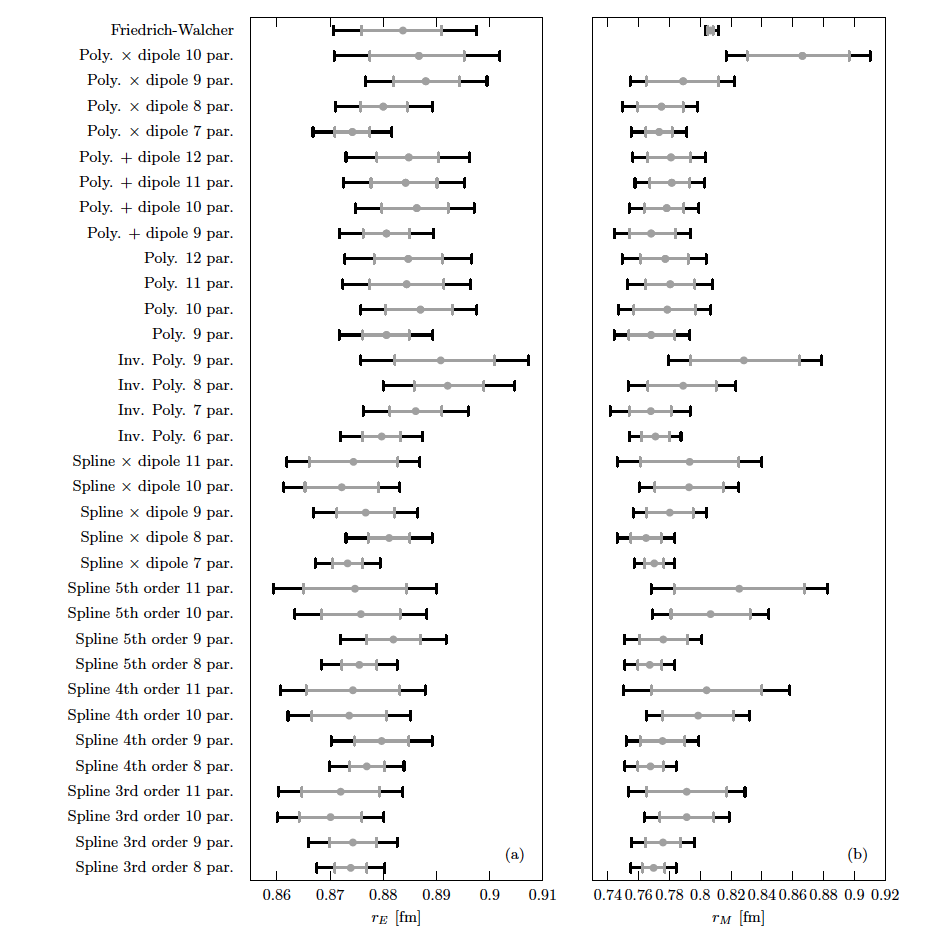 Friedrich-Walcher
Poly. × dipole 10 par.
Poly. × dipole 9 par.
Poly. × dipole 8 par.
Poly. × dipole 7 par.
Poly. + dipole 12 par.
Poly. + dipole 11 par.
Poly. + dipole 10 par.
Poly. + dipole 9 par.
Poly. 12 par.
Poly. 11 par.
Poly. 10 par.
Poly. 9 par.
Inv. Poly. 9 par.
Inv. Poly. 8 par.
Inv. Poly. 7 par.
Inv. Poly. 6 par.
Spline × dipole 11 par.
Spline × dipole 10 par.
Spline × dipole 9 par.
Spline × dipole 8 par.
Spline × dipole 7 par.
Spline 5th order 11 par.
Spline 5th order 10 par.
Spline 5th order 9 par.
Spline 5th order 8 par.
Spline 4th order 11 par.
Spline 4th order 10 par.
Spline 4th order 9 par.
Spline 4th order 8 par.
Spline 3rd order 11 par.
Spline 3rd order 10 par.
Spline 3rd order 9 par.
Spline 3rd order 8 par.
(a)
0.86 0.87 0.88 0.89 0.9 0.91
r_E [fm]
(b)
0.74 0.76 0.78 0.8 0.82 0.84 0.86 0.88 0.9 0.92
r_M [fm]